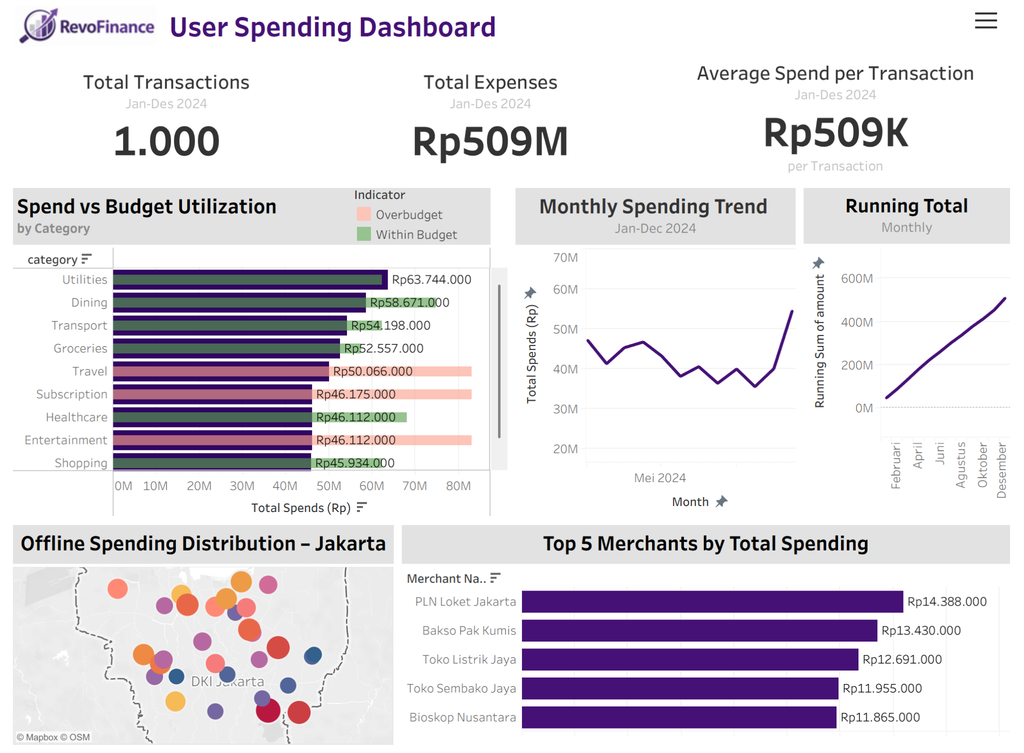 RevoFinance
User Spending Dashboard
Total Transactions
Jan-Des 2024
1.000
Total Expenses
Jan-Des 2024
Rp509M
Average Spend per Transaction
Jan-Des 2024
Rp509K
per Transaction
Spend vs Budget Utilization
by Category
Indicator
Overbudget
Within Budget
category
Utilities
Rp63.744.000
Dining
Rp58.671.000
Transport
Rp54.198.000
Groceries
Rp52.557.000
Travel
Rp50.066.000
Subscription
Rp46.175.000
Healthcare
Rp46.112.000
Entertainment
Rp46.112.000
Shopping
Rp45.934.000
0M 10M 20M 30M 40M 50M 60M 70M 80M
Total Spends (Rp)
Monthly Spending Trend
Jan-Dec 2024
Total Spends (Rp)
70M
60M
50M
40M
30M
20M
Mei 2024
Month
Running Total
Monthly
Running Sum of amount
600M
400M
200M
0M
Februari
April
Juni
Agustus
Oktober
Desember
Offline Spending Distribution – Jakarta
DKI Jakarta
© Mapbox © OSM
Top 5 Merchants by Total Spending
Merchant Na..
PLN Loket Jakarta
Rp14.388.000
Bakso Pak Kumis
Rp13.430.000
Toko Listrik Jaya
Rp12.691.000
Toko Sembako Jaya
Rp11.955.000
Bioskop Nusantara
Rp11.865.000